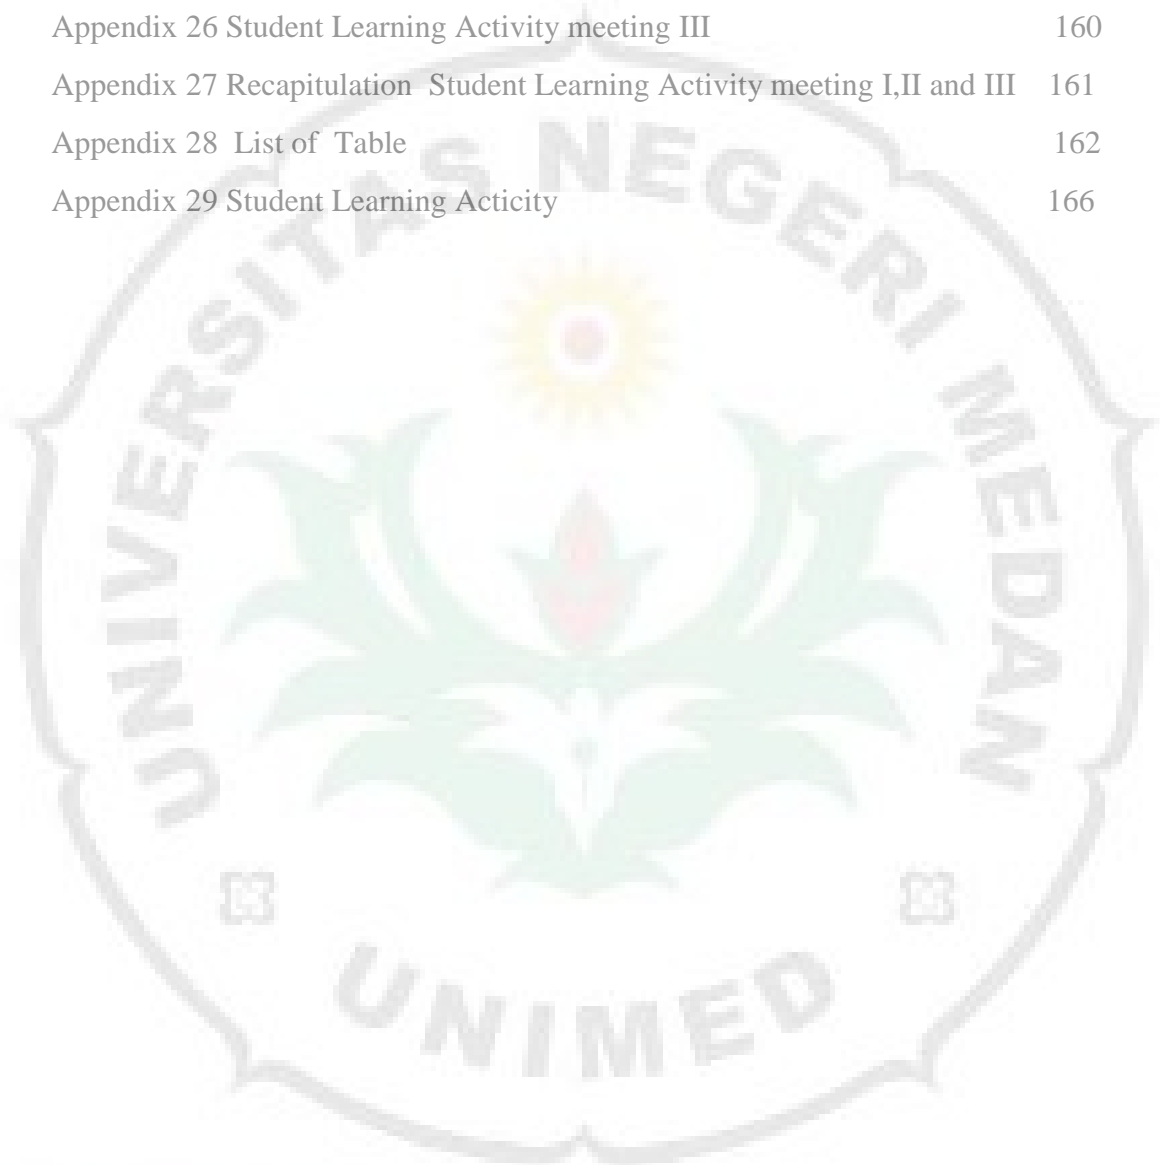 Appendix 26 Student Learning Activity meeting III 160
Appendix 27 Recapitulation  Student Learning Activity meeting I,II and III 161
Appendix 28  List of  Table 162
Appendix 29 Student Learning Acticity 166
UNIVERSITAS NEGERI MEDAN
UNIMED